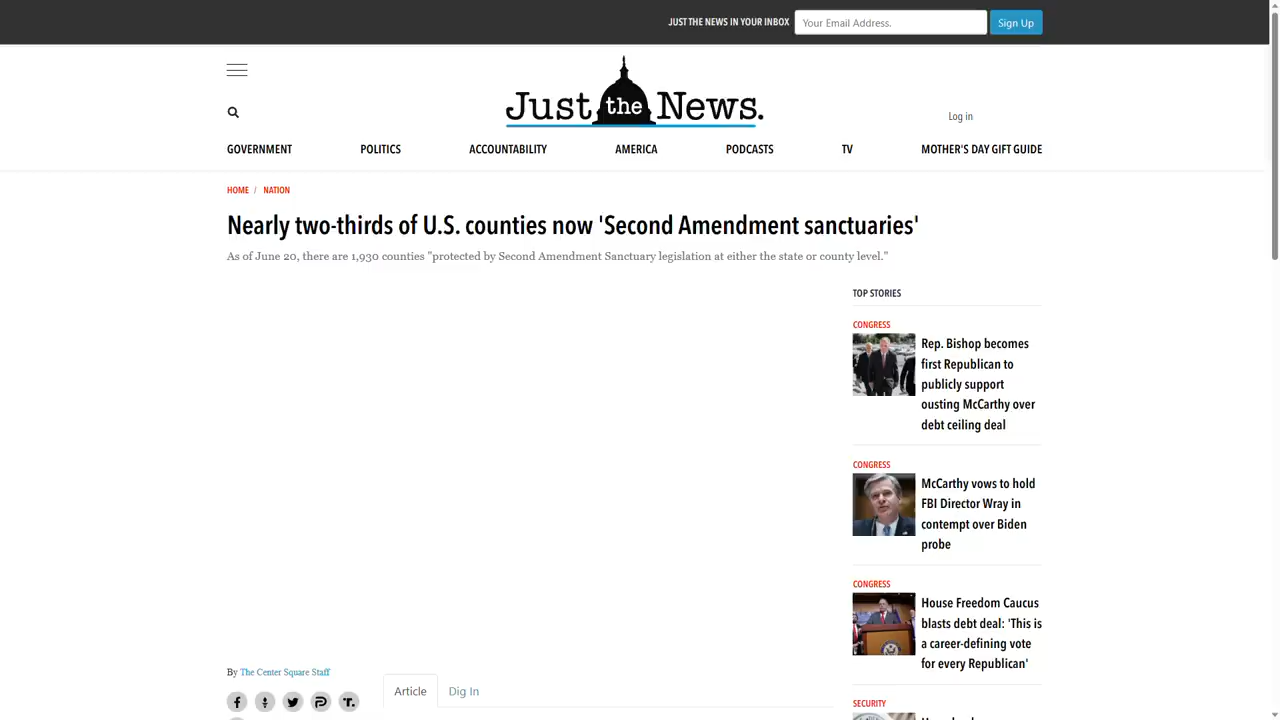 JUST THE NEWS IN YOUR INBOX
Your Email Address.
Sign Up
Just the News.
Log in
GOVERNMENT
POLITICS
ACCOUNTABILITY
AMERICA
PODCASTS
TV
MOTHER'S DAY GIFT GUIDE
HOME / NATION
Nearly two-thirds of U.S. counties now 'Second Amendment sanctuaries'
As of June 20, there are 1,930 counties "protected by Second Amendment Sanctuary legislation at either the state or county level."
TOP STORIES
CONGRESS
Rep. Bishop becomes
first Republican to
publicly support
ousting McCarthy over
debt ceiling deal
CONGRESS
McCarthy vows to hold
FBI Director Wray in
contempt over Biden
probe
CONGRESS
House Freedom Caucus
blasts debt deal: 'This is
a career-defining vote
for every Republican'
SECURITY
By The Center Square Staff
Article
Dig In